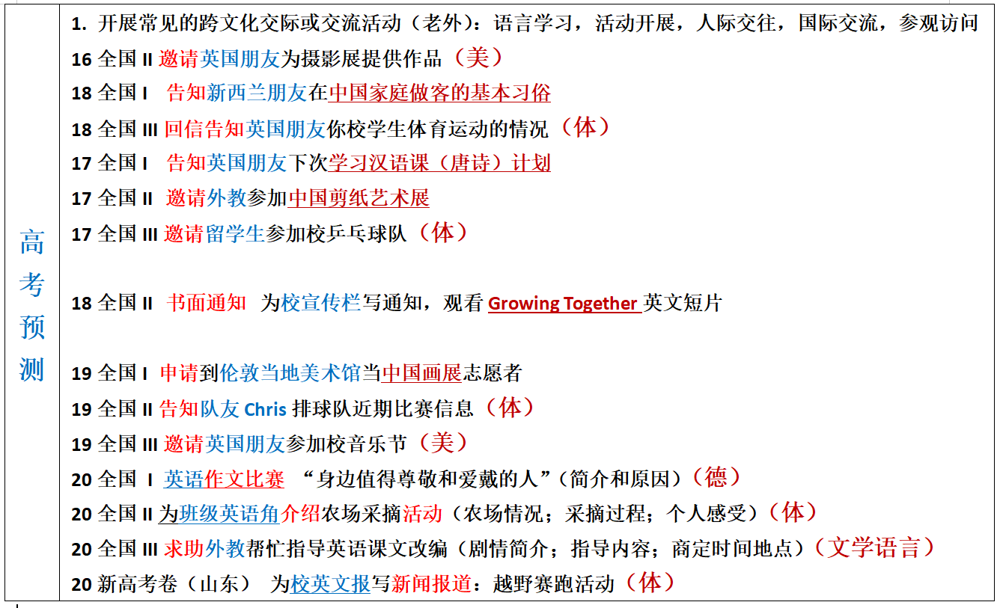 高考预测
1. 开展常见的跨文化交际或交流活动（老外）：语言学习，活动开展，人际交往，国际交流，参观访问
16 全国 II 邀请英国朋友为摄影展提供作品（美）
18 全国 I 告知新西兰朋友在中国家庭做客的基本习俗
18 全国 III 回信告知英国朋友你校学生体育运动的情况（体）
17 全国 I 告知英国朋友下次学习汉语课（唐诗）计划
17 全国 II 邀请外教参加中国剪纸艺术展
17 全国 III 邀请留学生参加校乒乓球队（体）
18 全国 II 书面通知 为校宣传栏写通知，观看 Growing Together 英文短片
19 全国 I 申请到伦敦当地美术馆当中国画展志愿者
19 全国 II 告知队友 Chris 排球队近期比赛信息（体）
19 全国 III 邀请英国朋友参加校音乐节（美）
20 全国 I 英语作文比赛 “身边值得尊敬和爱戴的人”（简介和原因）（德）
20 全国 II 为班级英语角介绍农场采摘活动（农场情况；采摘过程；个人感受）（体）
20 全国 III 求助外教帮忙指导英语课文改编（剧情简介；指导内容；商定时间地点）（文学语言）
20 新高考卷（山东） 为校英文报写新闻报道：越野赛跑活动（体）